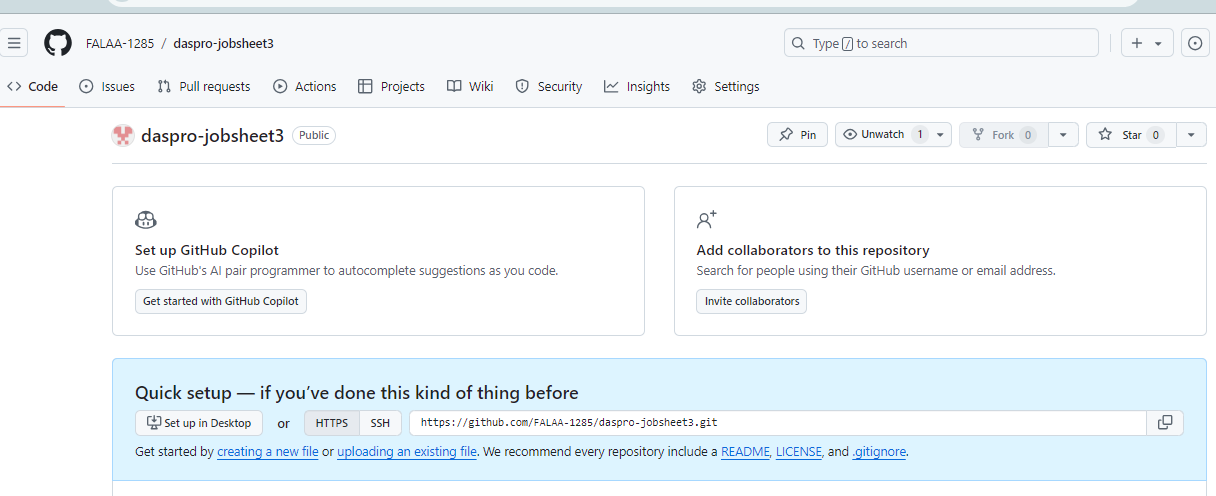 FALAA-1285 / daspro-jobsheet3
Type / to search
Code Issues Pull requests Actions Projects Wiki Security Insights Settings
daspro-jobsheet3 Public
Pin Unwatch 1 Fork 0 Star 0
Set up GitHub Copilot
Use GitHub's AI pair programmer to autocomplete suggestions as you code.
Get started with GitHub Copilot
Add collaborators to this repository
Search for people using their GitHub username or email address.
Invite collaborators
Quick setup — if you’ve done this kind of thing before
Set up in Desktop or HTTPS SSH https://github.com/FALAA-1285/daspro-jobsheet3.git
Get started by creating a new file or uploading an existing file. We recommend every repository include a README, LICENSE, and .gitignore.